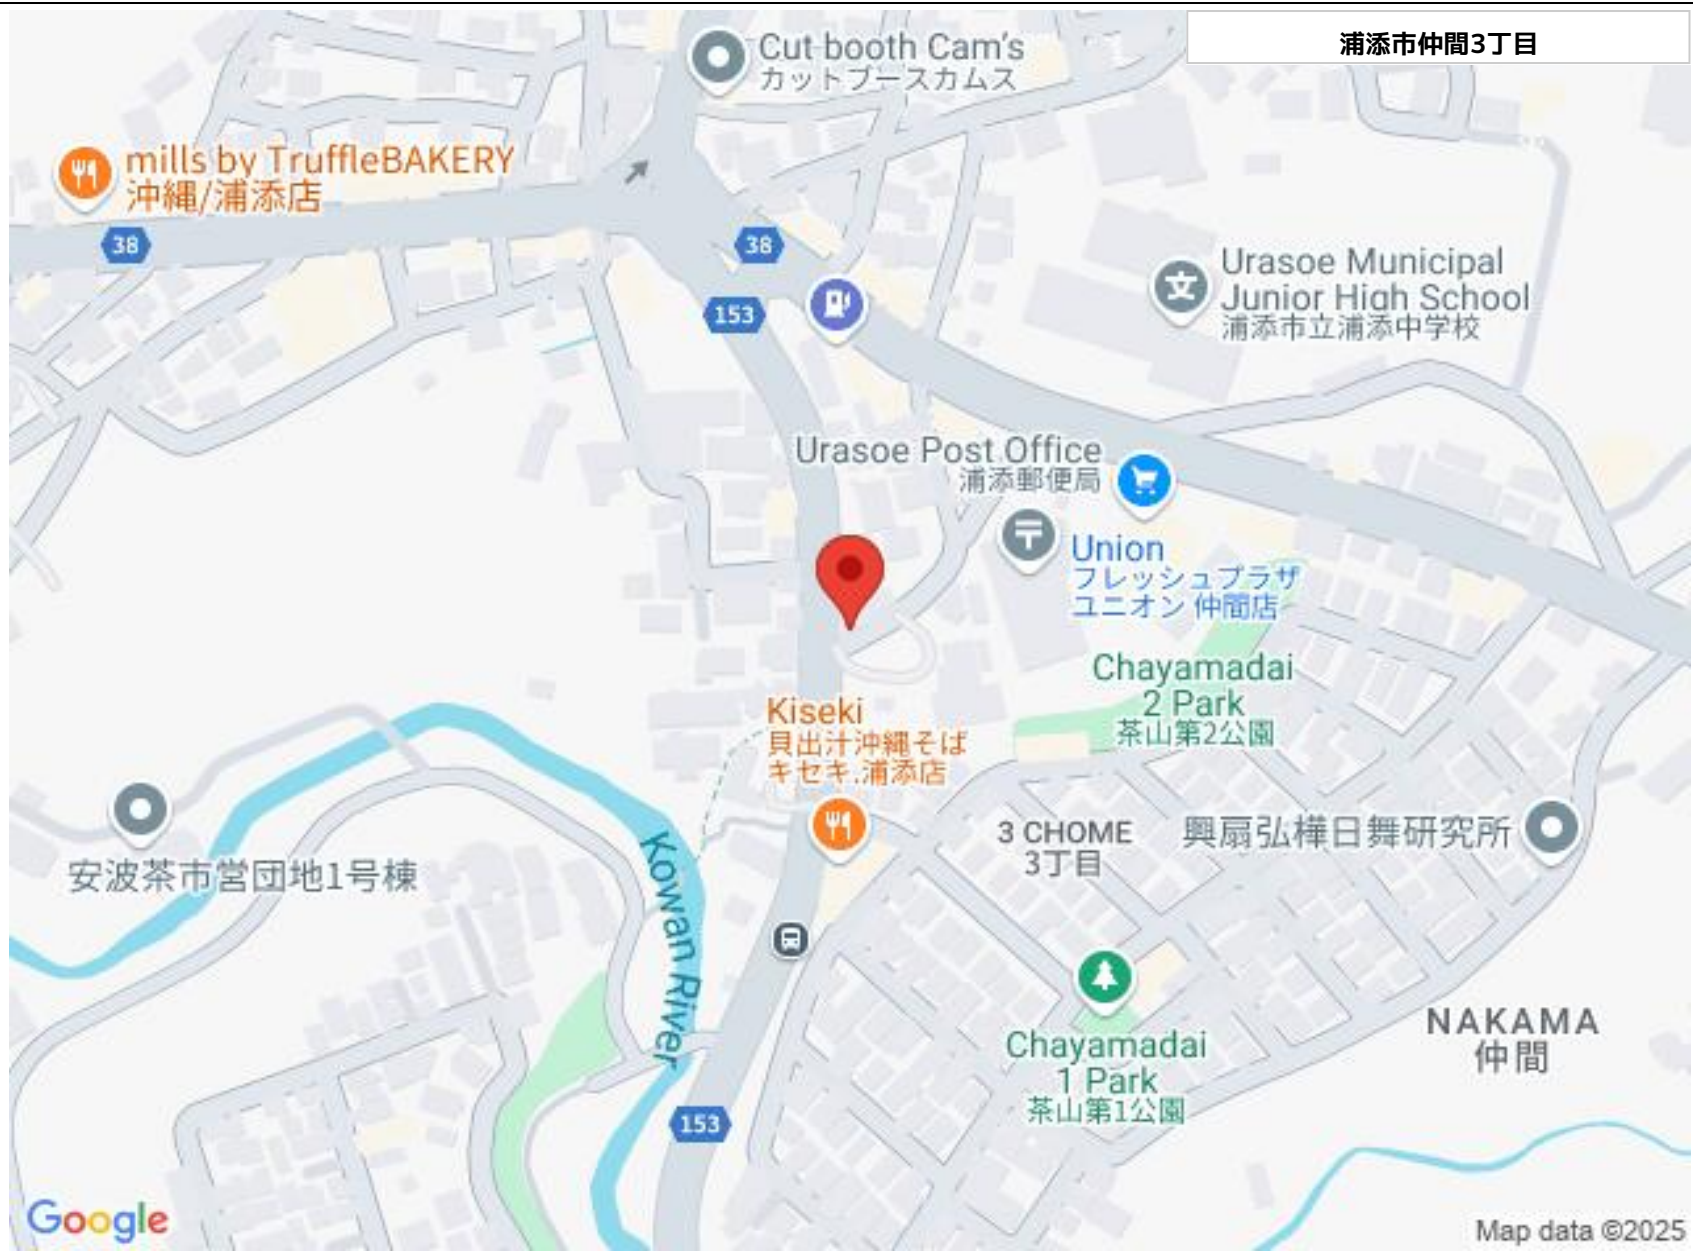 浦添市仲間3丁目
Cut booth Cam's
カットブースカムス
mills by TruffleBAKERY
沖縄/浦添店
38
38
153
Urasoe Municipal
Junior High School
浦添市立浦添中学校
Urasoe Post Office
浦添郵便局
Union
フレッシュプラザ
ユニオン 仲間店
Chayamadai
2 Park
茶山第2公園
Kiseki
貝出汁沖縄そば
キセキ.浦添店
3 CHOME
3丁目
興扇弘樺日舞研究所
安波茶市営団地1号棟
Kowan River
Chayamadai
1 Park
茶山第1公園
NAKAMA
仲間
153
Google
Map data ©2025